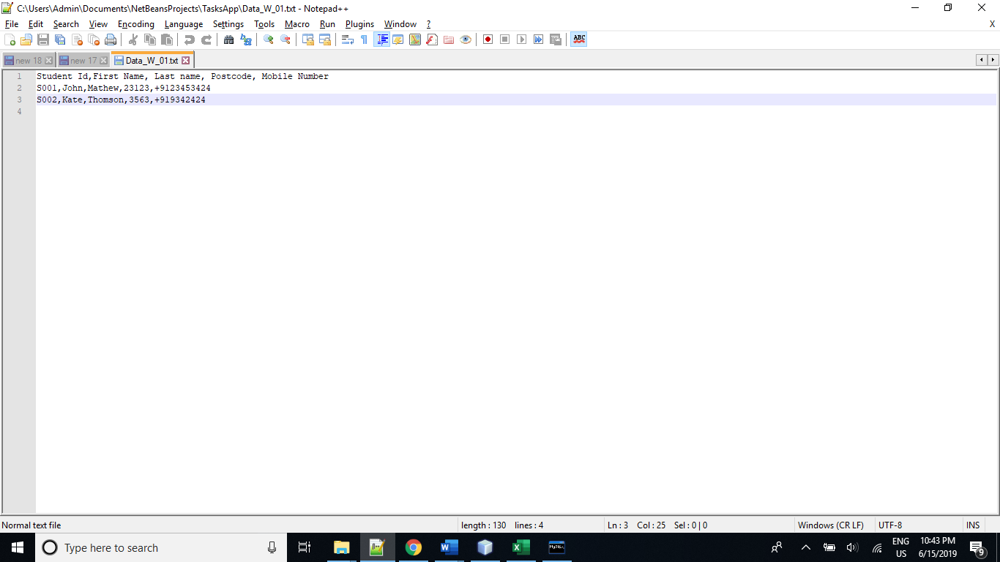 C:\Users\Admin\Documents\NetBeansProjects\TasksApp\Data_W_01.txt - Notepad++
File Edit Search View Encoding Language Settings Tools Macro Run Plugins Window ? X
ABC
new 18 new 17 Data_W_01.txt
1 Student Id,First Name, Last name, Postcode, Mobile Number
2 S001,John,Mathew,23123,+9123453424
3 S002,Kate,Thomson,3563,+919342424
4
Normal text file length : 130 lines : 4 Ln : 3 Col : 25 Sel : 0 | 0 Windows (CR LF) UTF-8 INS
Type here to search ENG 10:43 PM
US 6/15/2019 9